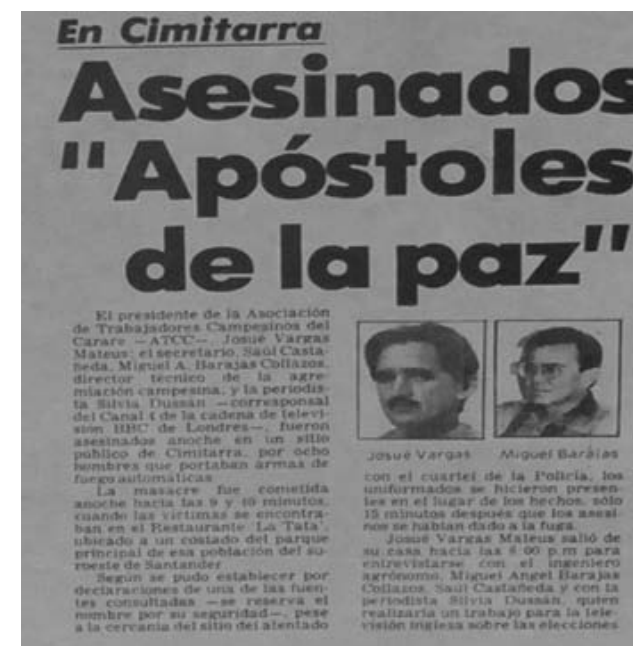 En Cimitarra
Asesinados
"Apóstoles
de la paz"
El presidente de la Asociación
de Trabajadores Campesinos del
Carare —ATCC—, Josué Vargas
Mateus; el secretario, Saúl Casta-
ñeda, Miguel A. Barajas Collazos,
director técnico de la agre-
miación campesina, y la periodis-
ta Silvia Dussán —corresponsal
del Canal 4 de la cadena de televi-
sión BBC de Londres—, fueron
asesinados anoche en un sitio
público de Cimitarra, por ocho
hombres que portaban armas de
fuego automáticas
La masacre fue cometida
anoche hacia las 9 y 10 minutos,
cuando las víctimas se encontra-
ban en el Restaurante 'La Tata',
ubicado a un costado del parque
principal de esa población del su-
roeste de Santander
Según se pudo establecer por
declaraciones de una de las fuen-
tes consultadas —se reserva el
nombre por su seguridad—, pese
a la cercanía del sitio del atentado
Josué Vargas
Miguel Barajas
con el cuartel de la Policía, los
uniformados se hicieron presen-
tes en el lugar de los hechos, sólo
15 minutos después que los asesi-
nos se habían dado a la fuga.
Josué Vargas Mateus salió de
su casa hacia las 8:00 p.m para
entrevistarse con el ingeniero
agrónomo, Miguel Angel Barajas
Collazos, Saúl Castañeda y con la
periodista Silvia Dussán, quien
realizaría un trabajo para la tele-
visión inglesa sobre las elecciones